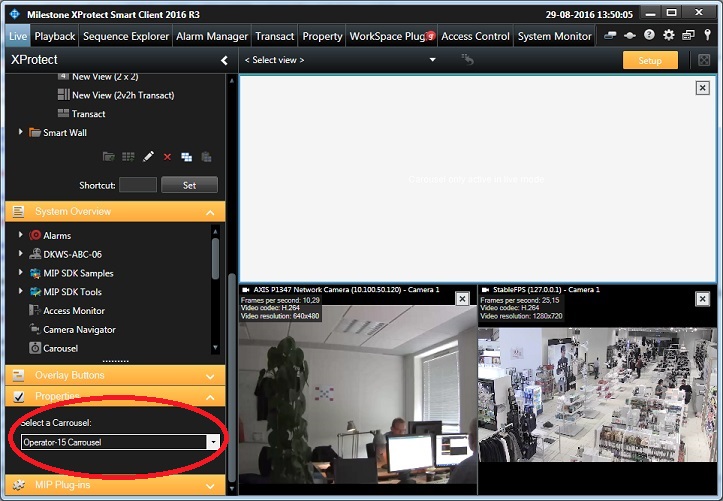 Milestone XProtect Smart Client 2016 R3
29-08-2016 13:50:05
Live Playback Sequence Explorer Alarm Manager Transact Property WorkSpace Plug 9 Access Control System Monitor
XProtect
< Select view >
Setup
4 New View (2 x 2)
New View (2v2h Transact)
Transact
Smart Wall
Shortcut:
Set
System Overview
Alarms
DKWS-ABC-06
MIP SDK Samples
MIP SDK Tools
Access Monitor
Camera Navigator
Carousel
Overlay Buttons
Properties
Select a Carrousel:
Operator-15 Carrousel
MIP Plug-ins
Carousel only active in live mode
AXIS P1347 Network Camera (10.100.50.120) - Camera 1
Frames per second: 10,29
Video codec: H.264
Video resolution: 640x480
StableFPS (127.0.0.1) - Camera 1
Frames per second: 25,15
Video codec: H.264
Video resolution: 1280x720